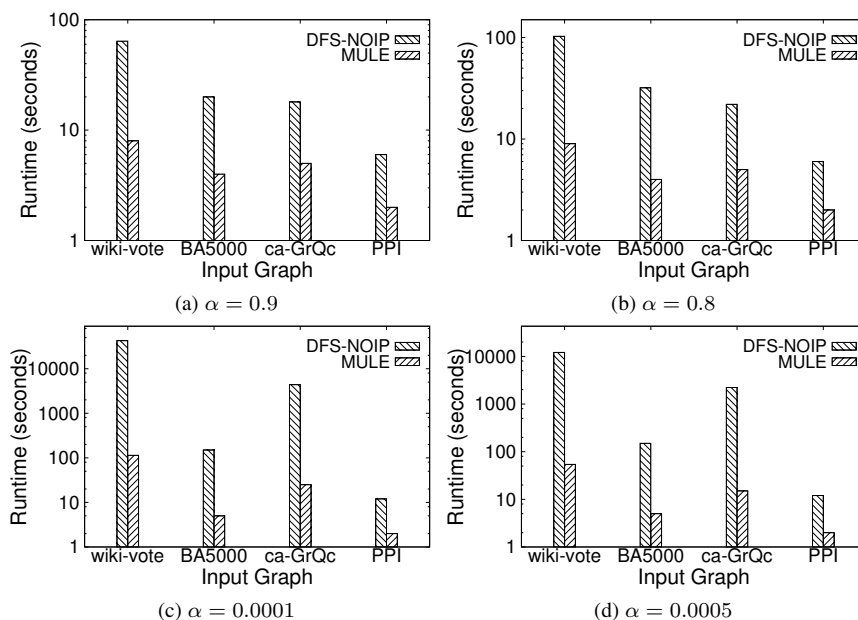 100
10
1
Runtime (seconds)
DFS-NOIP
MULE
wiki-vote BA5000 ca-GrQc PPI
Input Graph
(a) α = 0.9
100
10
1
Runtime (seconds)
DFS-NOIP
MULE
wiki-vote BA5000 ca-GrQc PPI
Input Graph
(b) α = 0.8
10000
1000
100
10
1
Runtime (seconds)
DFS-NOIP
MULE
wiki-vote BA5000 ca-GrQc PPI
Input Graph
(c) α = 0.0001
10000
1000
100
10
1
Runtime (seconds)
DFS-NOIP
MULE
wiki-vote BA5000 ca-GrQc PPI
Input Graph
(d) α = 0.0005